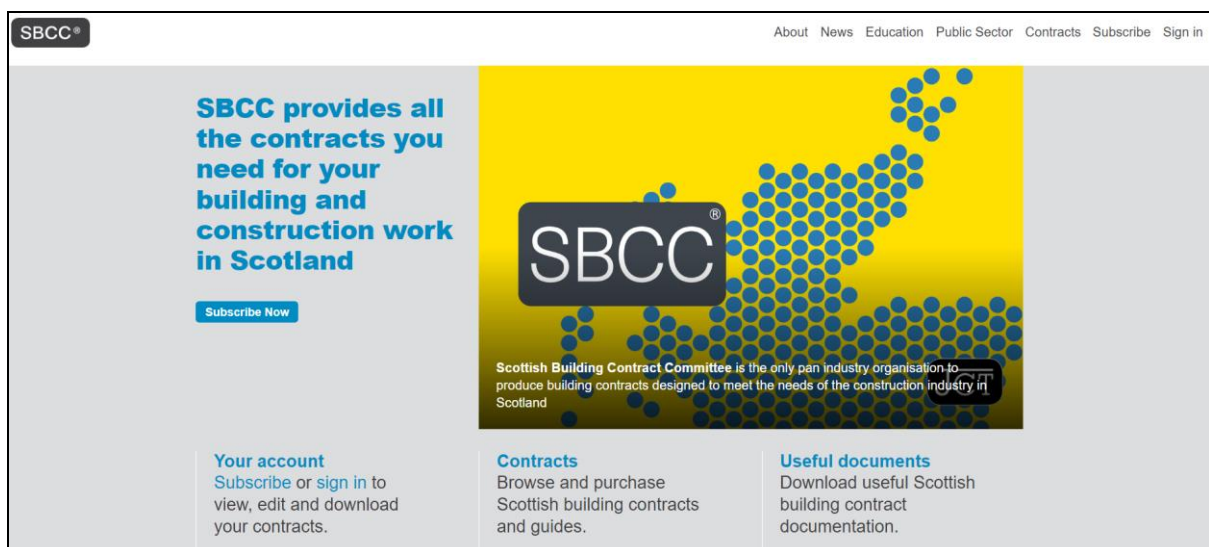 SBCC®
About News Education Public Sector Contracts Subscribe Sign in
SBCC provides all
the contracts you
need for your
building and
construction work
in Scotland
Subscribe Now
SBCC®
Scottish Building Contract Committee is the only pan industry organisation to
produce building contracts designed to meet the needs of the construction industry in
Scotland
JCT
Your account
Subscribe or sign in to
view, edit and download
your contracts.
Contracts
Browse and purchase
Scottish building contracts
and guides.
Useful documents
Download useful Scottish
building contract
documentation.